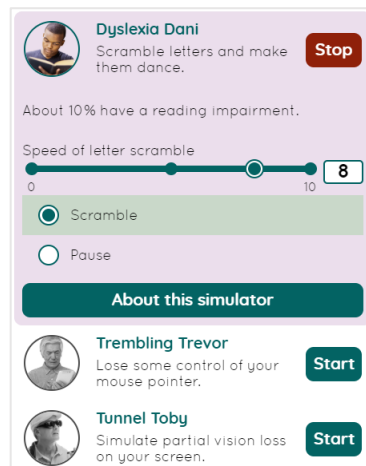 Dyslexia Dani
Scramble letters and make
them dance.
Stop
About 10% have a reading impairment.
Speed of letter scramble
0
10
8
Scramble
Pause
About this simulator
Trembling Trevor
Lose some control of your
mouse pointer.
Start
Tunnel Toby
Simulate partial vision loss
on your screen.
Start